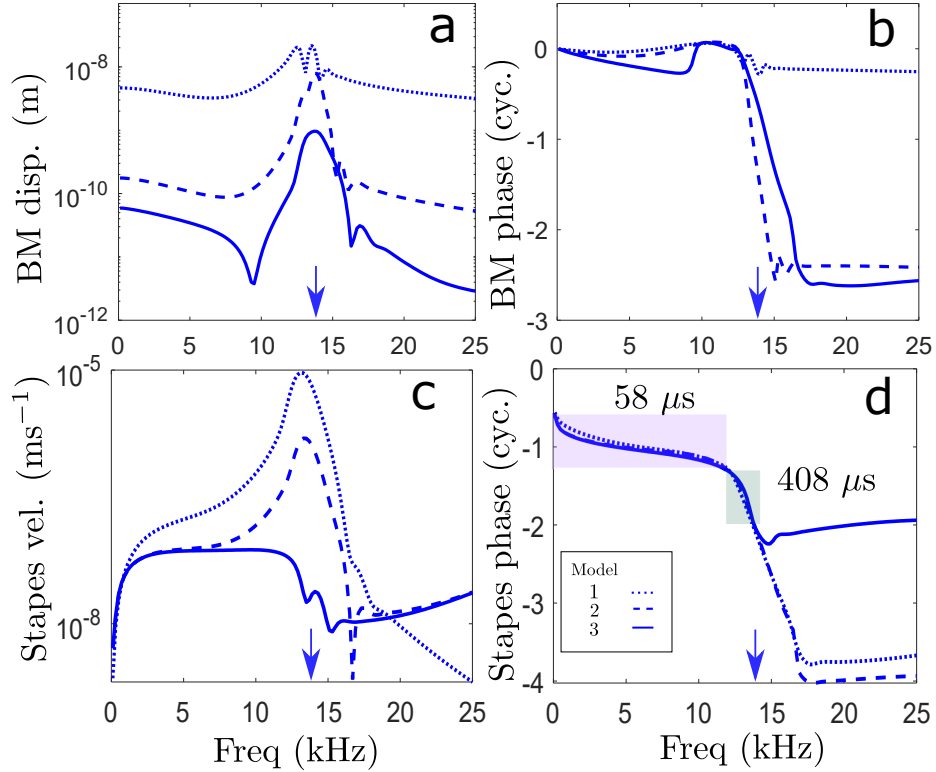 a
BM disp. (m)
10⁻⁸
10⁻¹⁰
10⁻¹²
0 5 10 15 20 25
b
BM phase (cyc.)
0
-1
-2
-3
0 5 10 15 20 25
c
Stapes vel. (ms⁻¹)
10⁻⁵
10⁻⁸
0 5 10 15 20 25
Freq (kHz)
d
Stapes phase (cyc.)
0
-1
-2
-3
-4
58 μs
408 μs
Model
1
2
3
0 5 10 15 20 25
Freq (kHz)